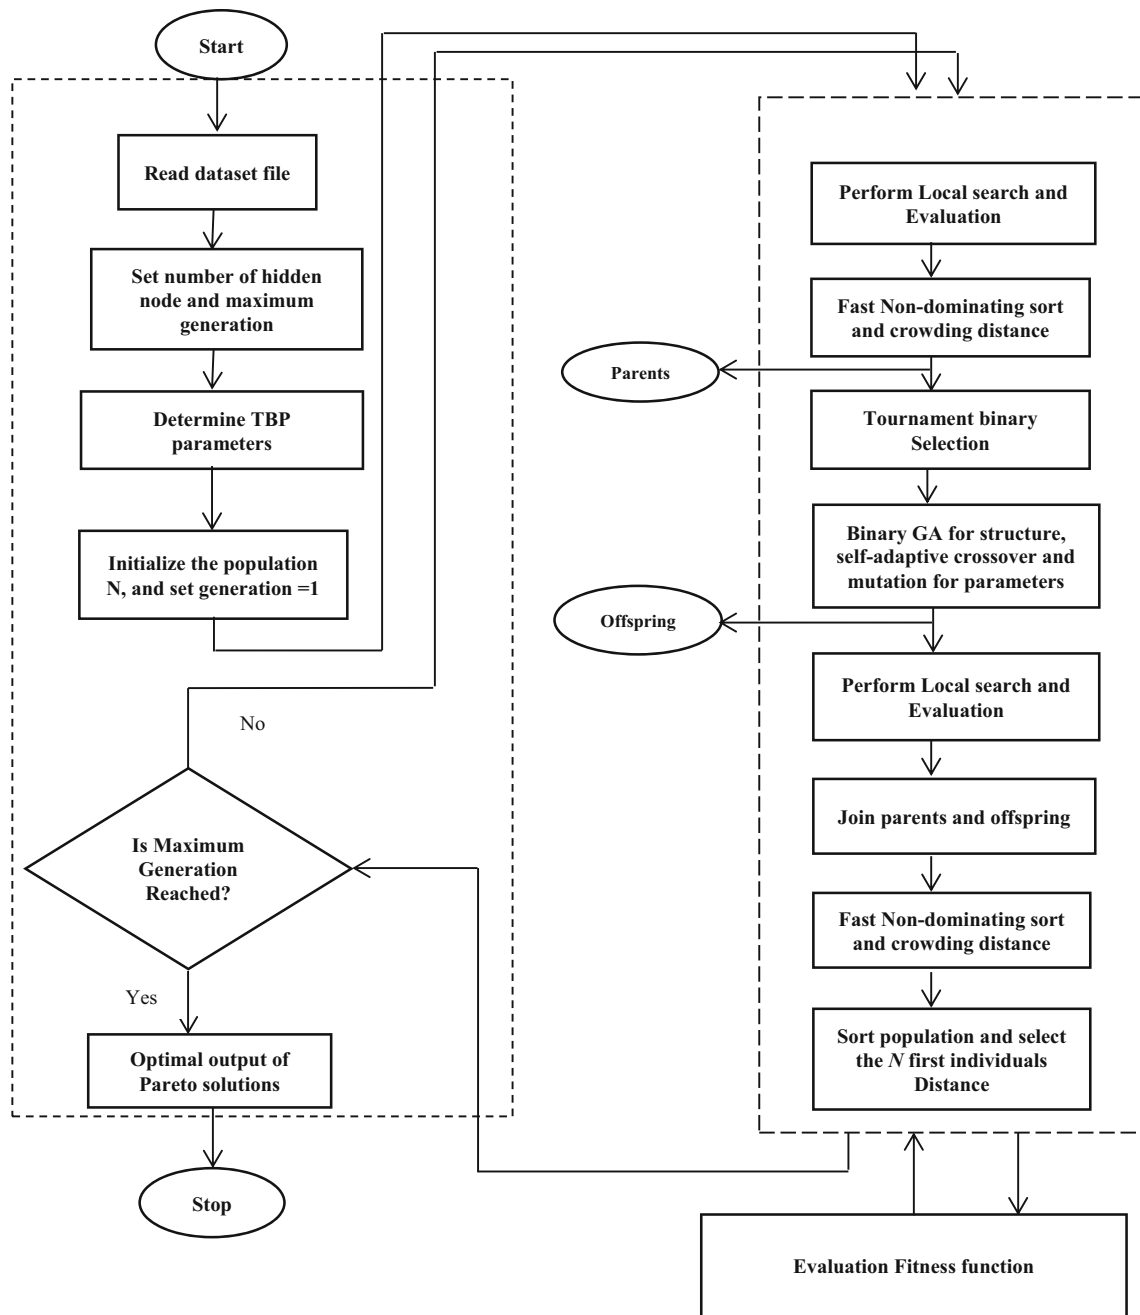 Start
Read dataset file
Set number of hidden
node and maximum
generation
Determine TBP
parameters
Initialize the population
N, and set generation =1
No
Is Maximum
Generation
Reached?
Yes
Optimal output of
Pareto solutions
Stop
Perform Local search and
Evaluation
Fast Non-dominating sort
and crowding distance
Parents
Tournament binary
Selection
Binary GA for structure,
self-adaptive crossover and
mutation for parameters
Offspring
Perform Local search and
Evaluation
Join parents and offspring
Fast Non-dominating sort
and crowding distance
Sort population and select
the N first individuals
Distance
Evaluation Fitness function